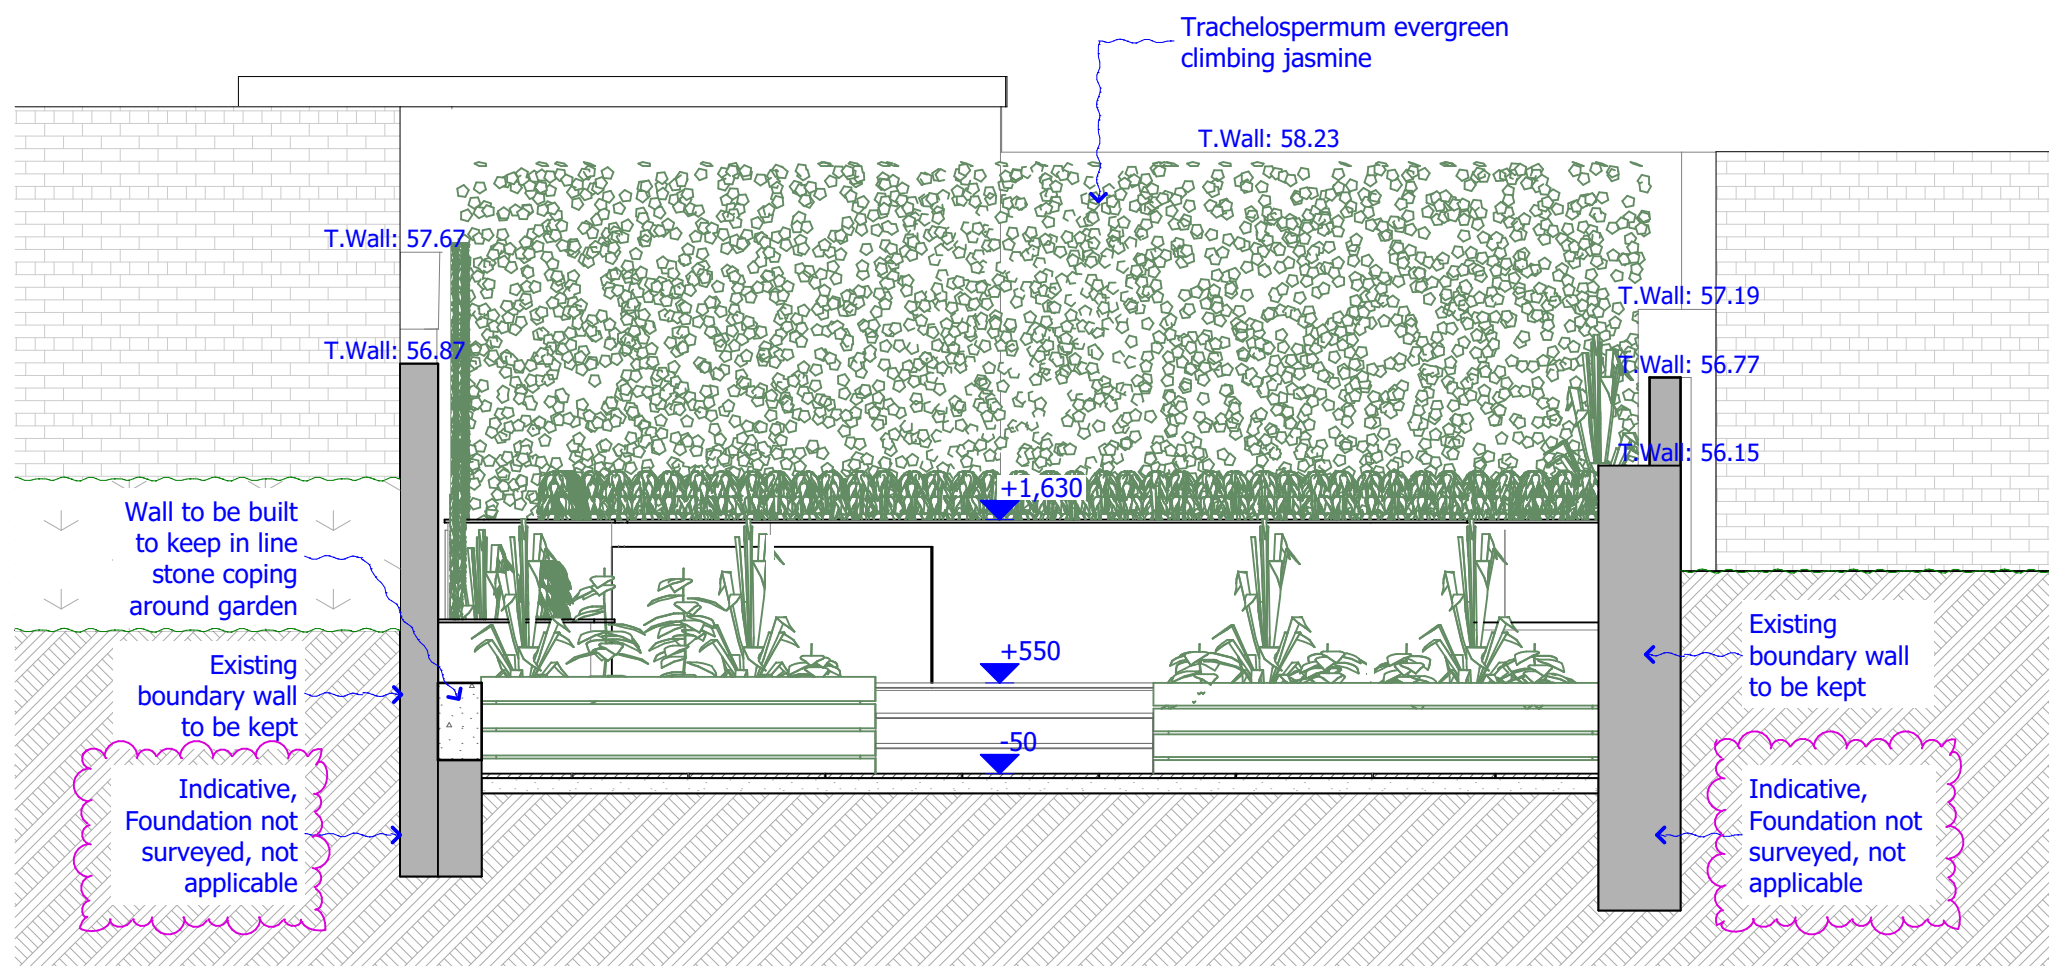 Trachelospermum evergreen
climbing jasmine
T.Wall: 58.23
T.Wall: 57.67
T.Wall: 57.19
T.Wall: 56.87
T.Wall: 56.77
T.Wall: 56.15
+1,630
Wall to be built
to keep in line
stone coping
around garden
Existing
boundary wall
to be kept
+550
Existing
boundary wall
to be kept
-50
Indicative,
Foundation not
surveyed, not
applicable
Indicative,
Foundation not
surveyed, not
applicable